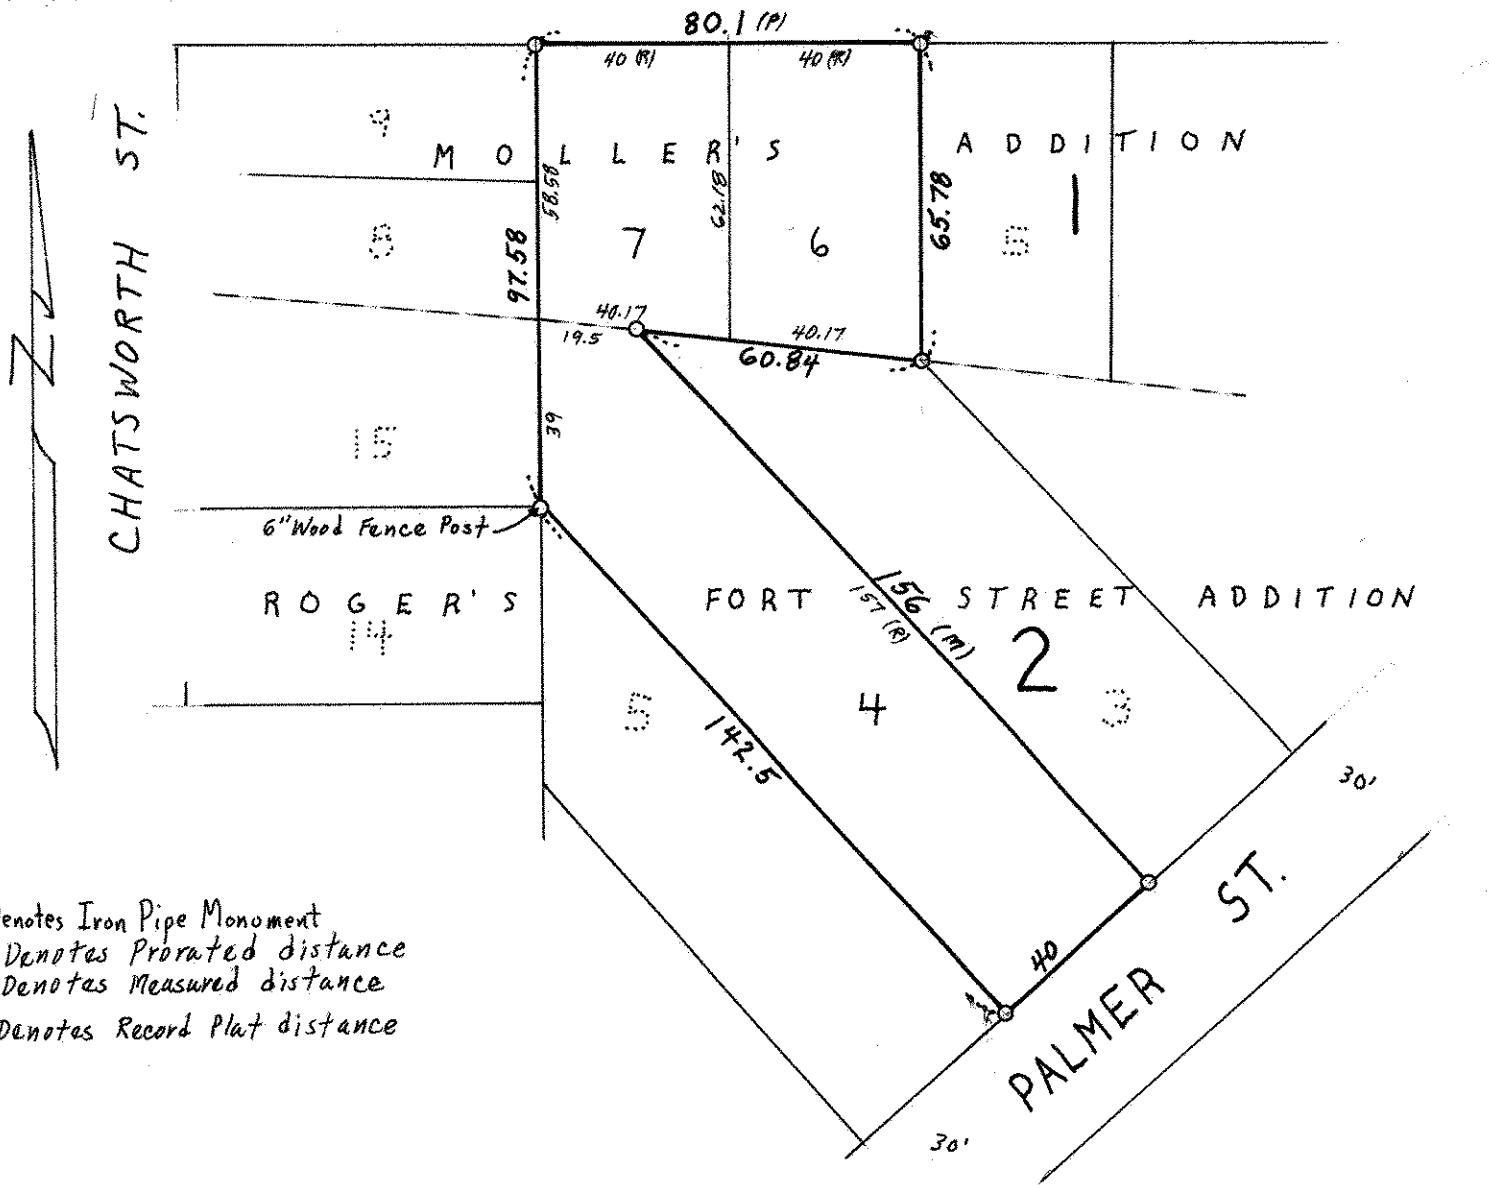 80.1 (P)
40 (R) 40 (R)
CHATSWORTH ST.
9
MOLLER'S ADDITION
58.58
62.18
65.78
1
8
7
6
5
97.58
40.17
19.5
40.17
60.84
15
39
6" Wood Fence Post
ROGER'S FORT STREET ADDITION
14
156 (M)
157 (R)
2
5
4
3
142.5
30'
40
PALMER ST.
30'
enotes Iron Pipe Monoment
Denotes Prorated distance
Denotes Measured distance
Denotes Record Plat distance